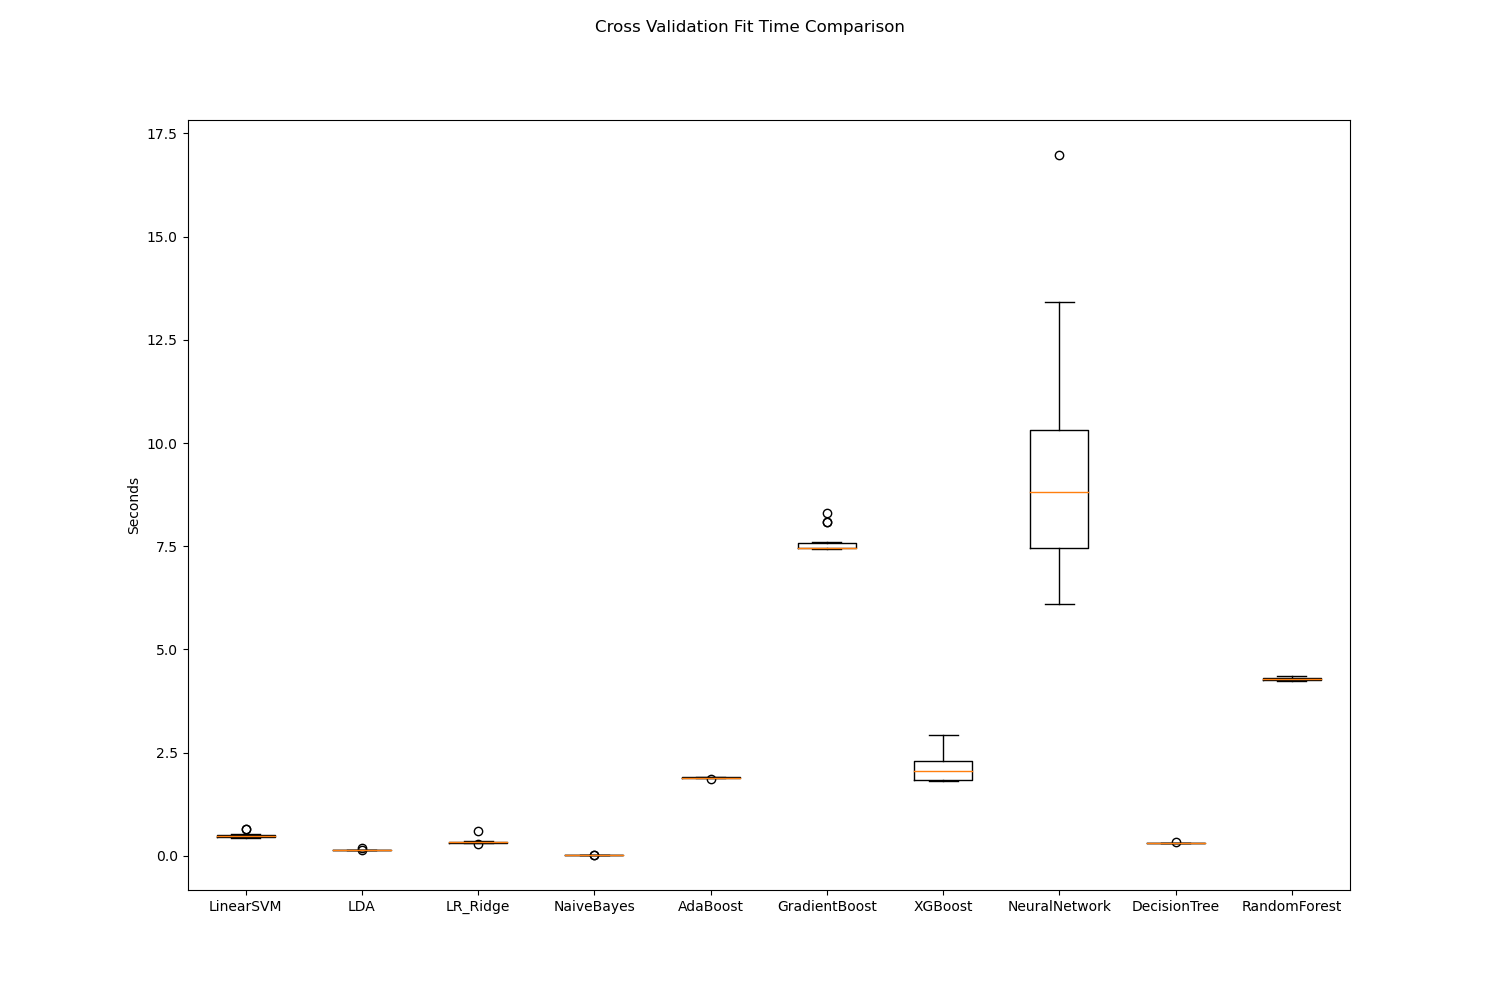 Cross Validation Fit Time Comparison
17.5
15.0
12.5
10.0
7.5
5.0
2.5
0.0
Seconds
LinearSVM LDA LR_Ridge NaiveBayes AdaBoost GradientBoost XGBoost NeuralNetwork DecisionTree RandomForest